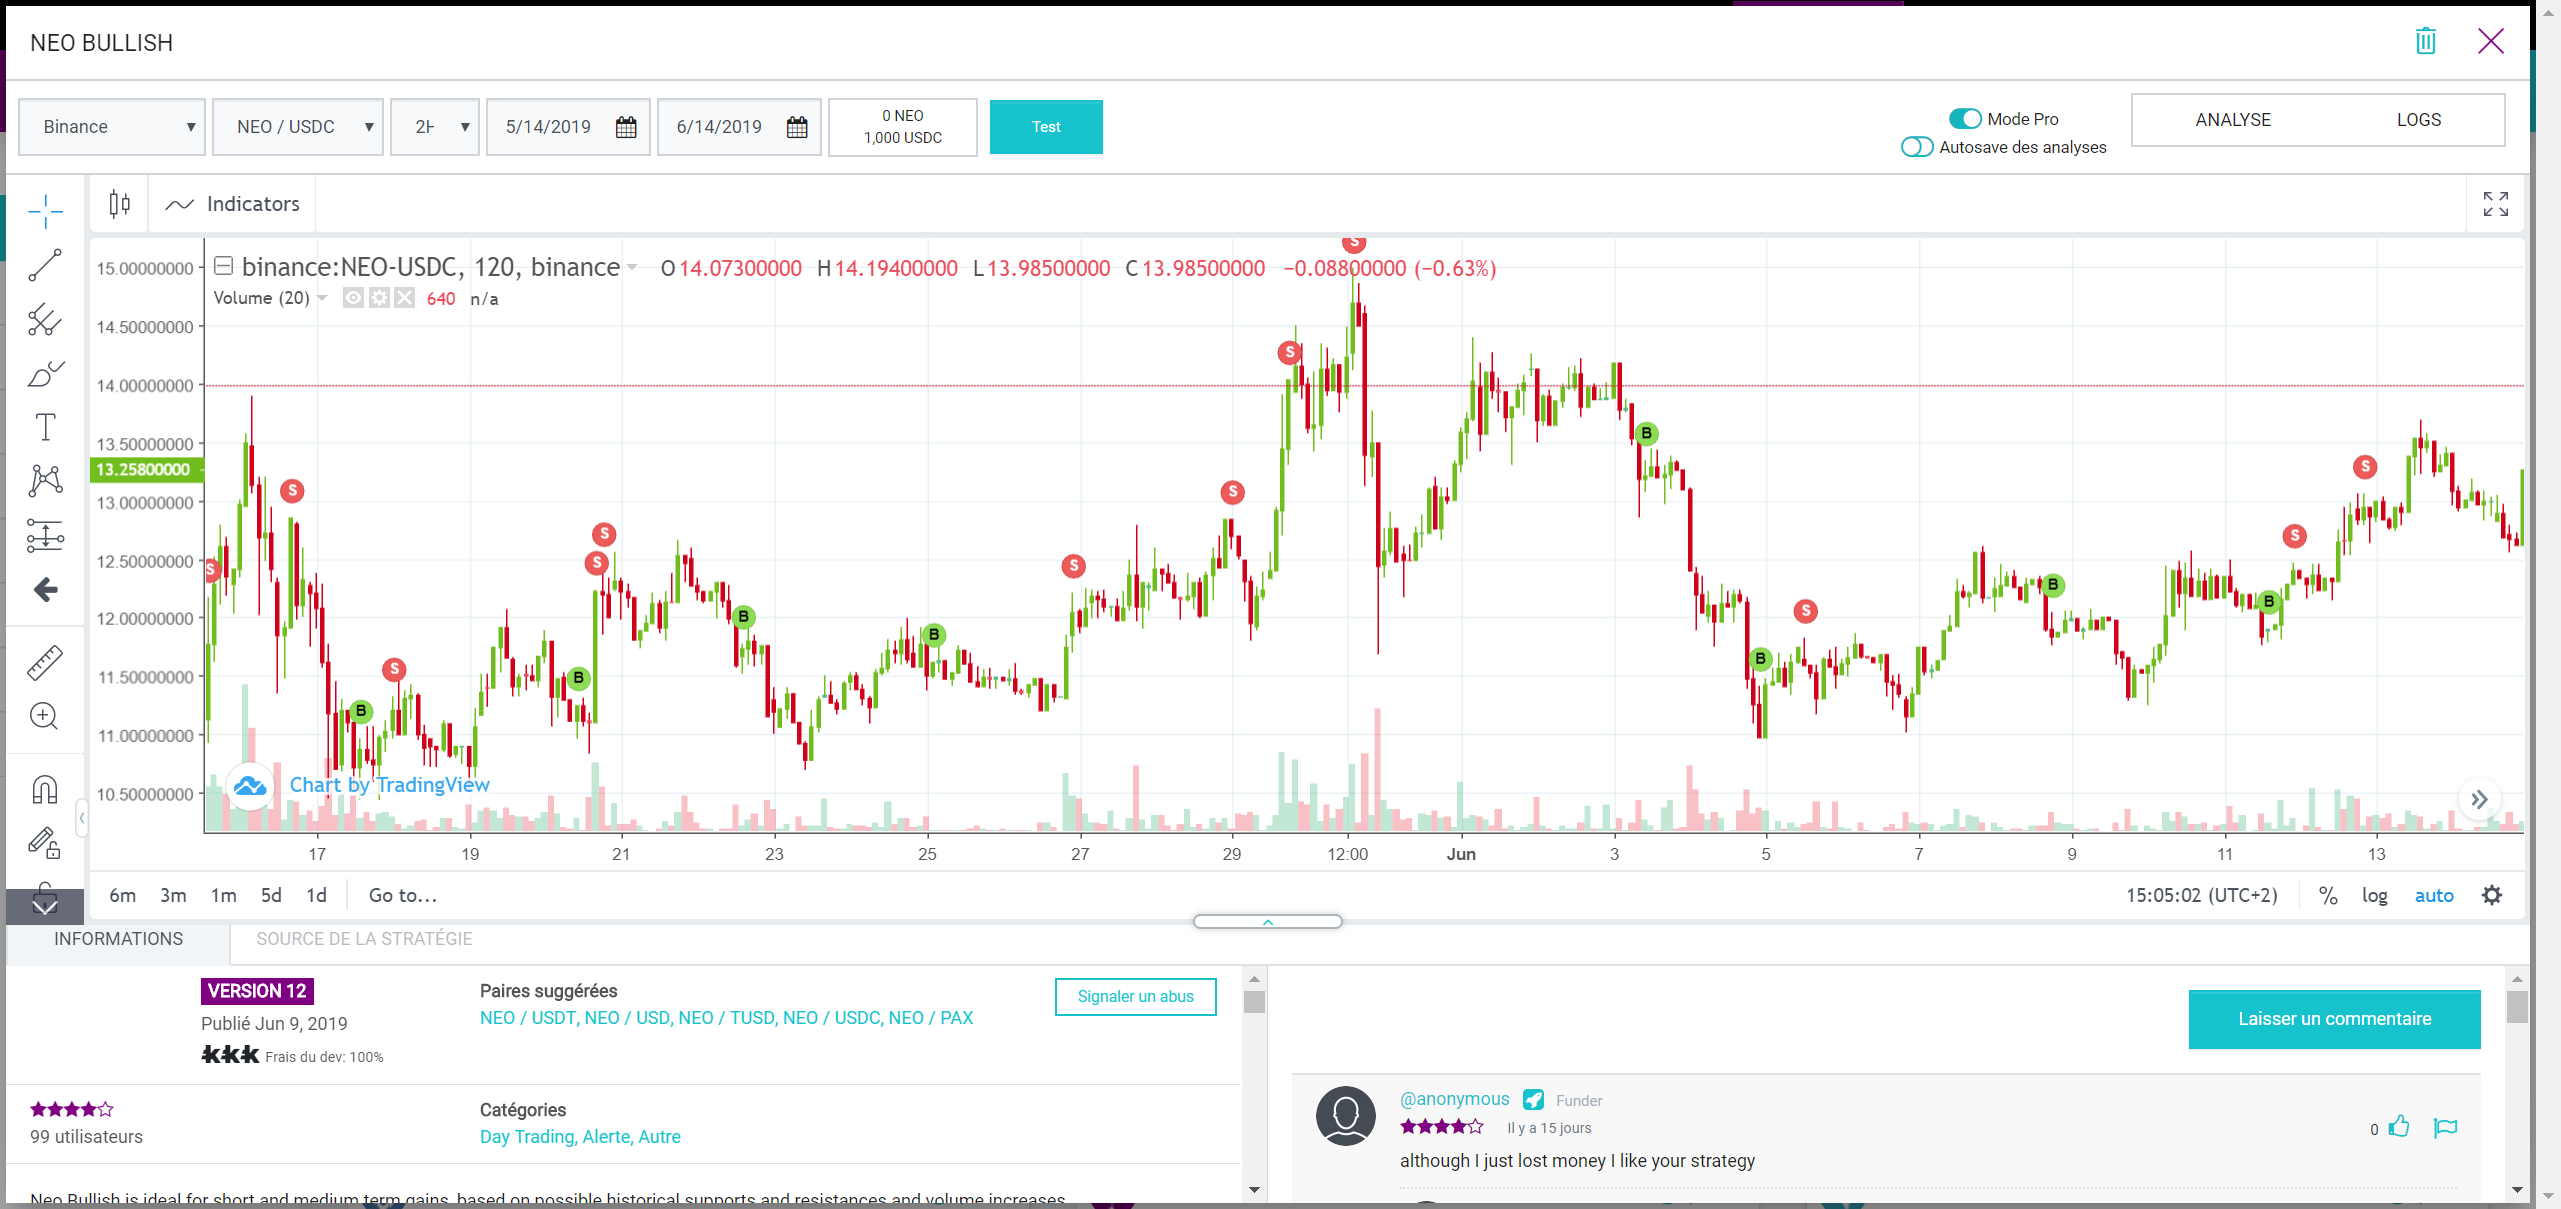 NEO BULLISH
Binance
NEO / USDC
2H
5/14/2019
6/14/2019
0 NEO
1,000 USDC
Test
Mode Pro
Autosave des analyses
ANALYSE
LOGS
Indicators
binance:NEO-USDC, 120, binance O14.07300000 H14.19400000 L13.98500000 C13.98500000 −0.08800000 (−0.63%)
Volume (20) 640 n/a
15.00000000
14.50000000
14.00000000
13.50000000
13.25800000
13.00000000
12.50000000
12.00000000
11.50000000
11.00000000
10.50000000
S
S
S
B
B
S
S
B
B
S
S
S
S
B
B
S
B
B
S
S
Chart by TradingView
17 19 21 23 25 27 29 12:00 Jun 3 5 7 9 11 13
6m 3m 1m 5d 1d Go to...
15:05:02 (UTC+2) % log auto
INFORMATIONS
SOURCE DE LA STRATÉGIE
VERSION 12
Publié Jun 9, 2019
Frais du dev: 100%
Paires suggérées
NEO / USDT, NEO / USD, NEO / TUSD, NEO / USDC, NEO / PAX
Signaler un abus
99 utilisateurs
Catégories
Day Trading, Alerte, Autre
Neo Bullish is ideal for short and medium term gains, based on possible historical supports and resistances and volume increases
Laisser un commentaire
@anonymous Funder
Il y a 15 jours
0
although I just lost money I like your strategy